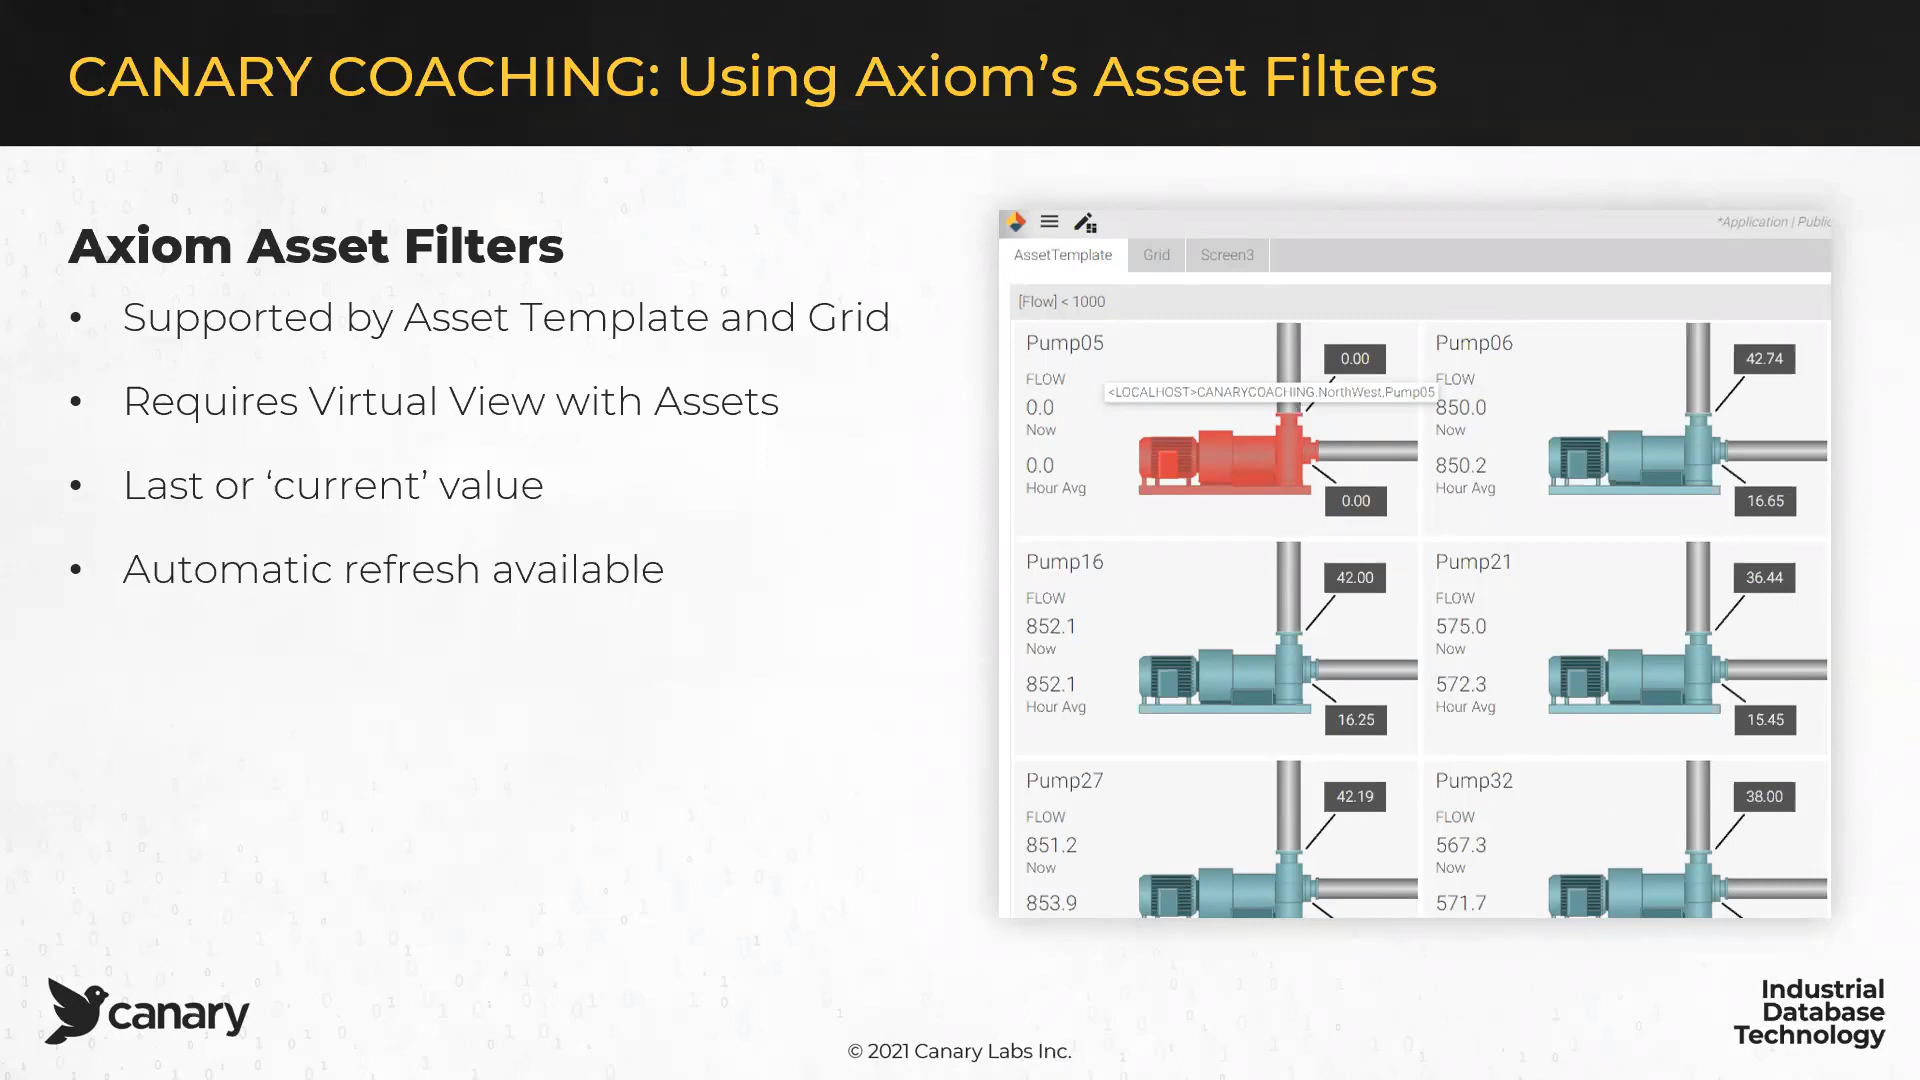 CANARY COACHING: Using Axiom’s Asset Filters
Axiom Asset Filters
• Supported by Asset Template and Grid
• Requires Virtual View with Assets
• Last or ‘current’ value
• Automatic refresh available
*Application | Public
AssetTemplate
Grid
Screen3
[Flow] < 1000
Pump05
FLOW
0.0
Now
0.0
Hour Avg
0.00
0.00
<LOCALHOST>CANARYCOACHING.NorthWest.Pump05
Pump06
FLOW
850.0
Now
850.2
Hour Avg
42.74
16.65
Pump16
FLOW
852.1
Now
852.1
Hour Avg
42.00
16.25
Pump21
FLOW
575.0
Now
572.3
Hour Avg
36.44
15.45
Pump27
FLOW
851.2
Now
853.9
42.19
Pump32
FLOW
567.3
Now
571.7
38.00
canary
© 2021 Canary Labs Inc.
Industrial
Database
Technology